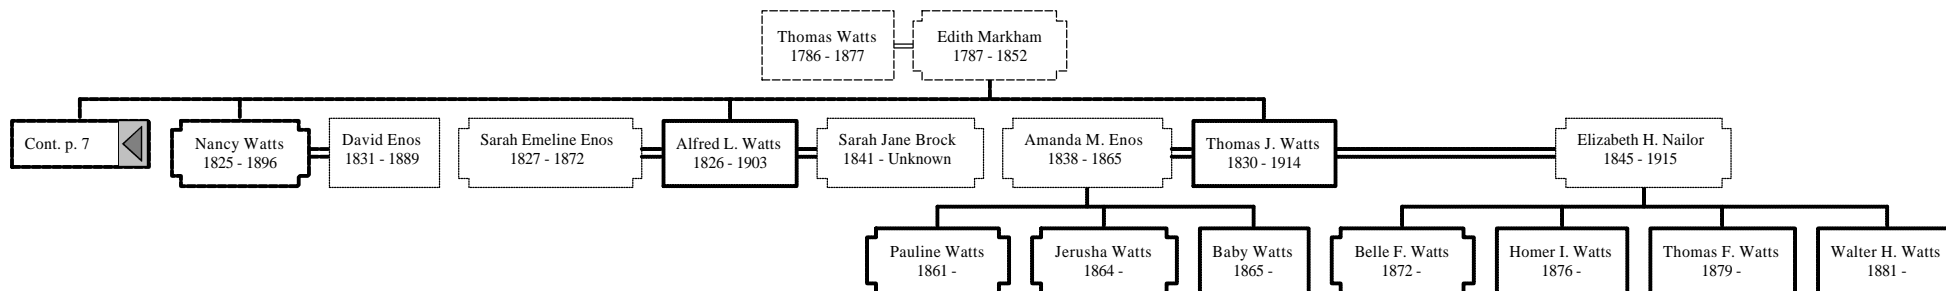 Thomas Watts
1786 - 1877
Edith Markham
1787 - 1852
Cont. p. 7
Nancy Watts
1825 - 1896
David Enos
1831 - 1889
Sarah Emeline Enos
1827 - 1872
Alfred L. Watts
1826 - 1903
Sarah Jane Brock
1841 - Unknown
Amanda M. Enos
1838 - 1865
Thomas J. Watts
1830 - 1914
Elizabeth H. Nailor
1845 - 1915
Pauline Watts
1861 -
Jerusha Watts
1864 -
Baby Watts
1865 -
Belle F. Watts
1872 -
Homer I. Watts
1876 -
Thomas F. Watts
1879 -
Walter H. Watts
1881 -